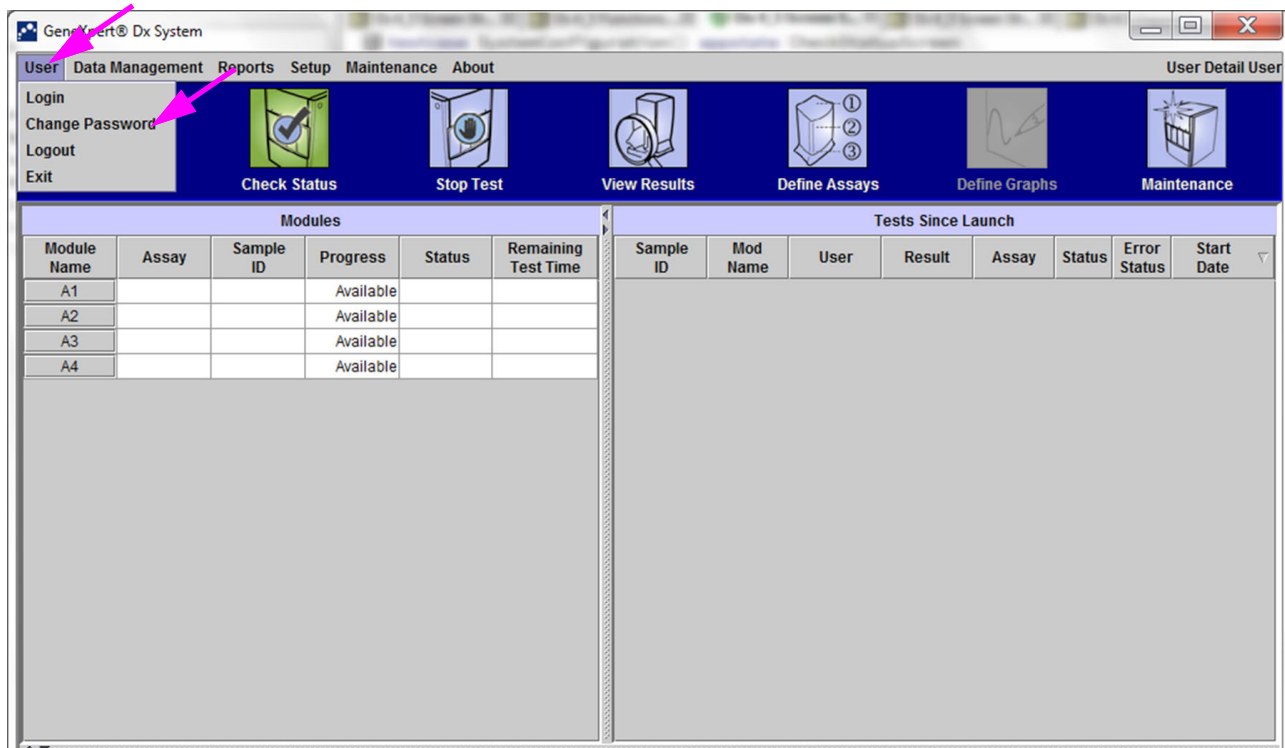 GeneXpert® Dx System
User Data Management Reports Setup Maintenance About User Detail User
Login
Change Password
Logout
Exit
Check Status Stop Test View Results Define Assays Define Graphs Maintenance
1
2
3
Modules Tests Since Launch
Module Name Assay Sample ID Progress Status Remaining Test Time Sample ID Mod Name User Result Assay Status Error Status Start Date
A1 Available
A2 Available
A3 Available
A4 Available